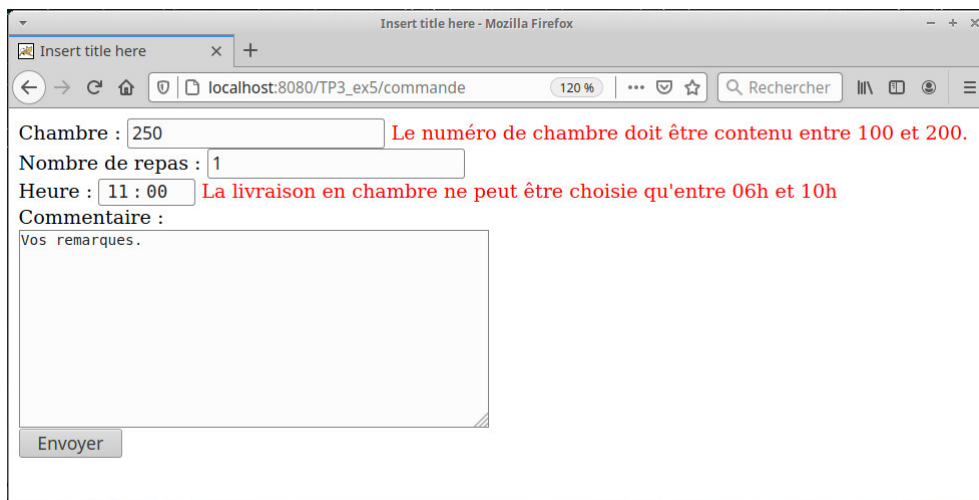 Insert title here - Mozilla Firefox
Insert title here
localhost:8080/TP3_ex5/commande 120 % Rechercher
Chambre : 250 Le numéro de chambre doit être contenu entre 100 et 200.
Nombre de repas : 1
Heure : 11 : 00 La livraison en chambre ne peut être choisie qu'entre 06h et 10h
Commentaire :
Vos remarques.
Envoyer